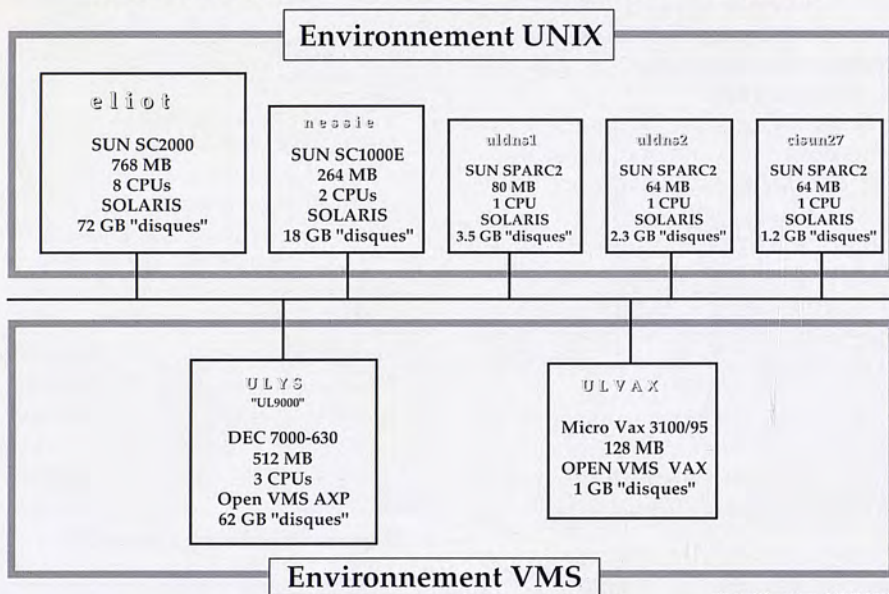 Environnement UNIX
eliot
SUN SC2000
768 MB
8 CPUs
SOLARIS
72 GB "disques"
nessie
SUN SC1000E
264 MB
2 CPUs
SOLARIS
18 GB "disques"
uldns1
SUN SPARC2
80 MB
1 CPU
SOLARIS
3.5 GB "disques"
uldns2
SUN SPARC2
64 MB
1 CPU
SOLARIS
2.3 GB "disques"
cisun27
SUN SPARC2
64 MB
1 CPU
SOLARIS
1.2 GB "disques"
ULYS
"UL9000"
DEC 7000-630
512 MB
3 CPUs
Open VMS AXP
62 GB "disques"
ULVAX
Micro Vax 3100/95
128 MB
OPEN VMS VAX
1 GB "disques"
Environnement VMS